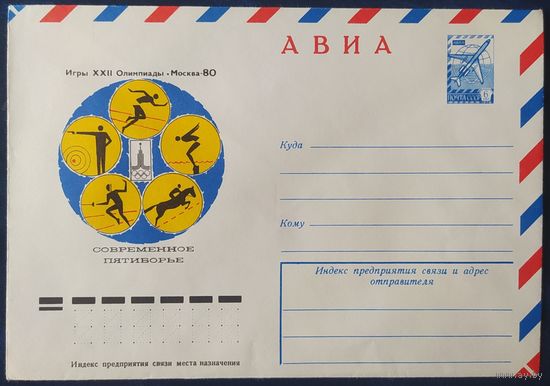 АВИА
Игры XXII Олимпиады • Москва-80
СОВРЕМЕННОЕ
ПЯТИБОРЬЕ
Куда
Кому
Индекс предприятия связи и адрес
отправителя
Индекс предприятия связи места назначения